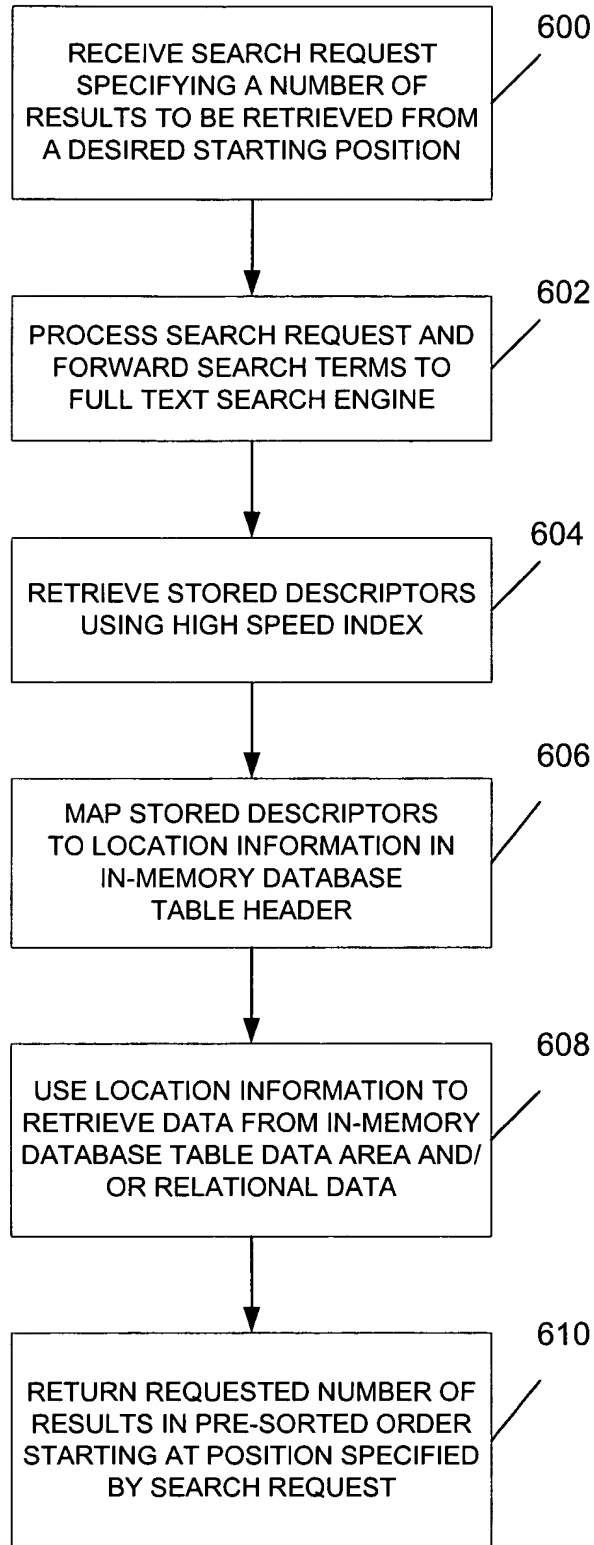 600
RECEIVE SEARCH REQUEST
SPECIFYING A NUMBER OF
RESULTS TO BE RETRIEVED FROM
A DESIRED STARTING POSITION
602
PROCESS SEARCH REQUEST AND
FORWARD SEARCH TERMS TO
FULL TEXT SEARCH ENGINE
604
RETRIEVE STORED DESCRIPTORS
USING HIGH SPEED INDEX
606
MAP STORED DESCRIPTORS
TO LOCATION INFORMATION IN
IN-MEMORY DATABASE
TABLE HEADER
608
USE LOCATION INFORMATION TO
RETRIEVE DATA FROM IN-MEMORY
DATABASE TABLE DATA AREA AND/
OR RELATIONAL DATA
610
RETURN REQUESTED NUMBER OF
RESULTS IN PRE-SORTED ORDER
STARTING AT POSITION SPECIFIED
BY SEARCH REQUEST